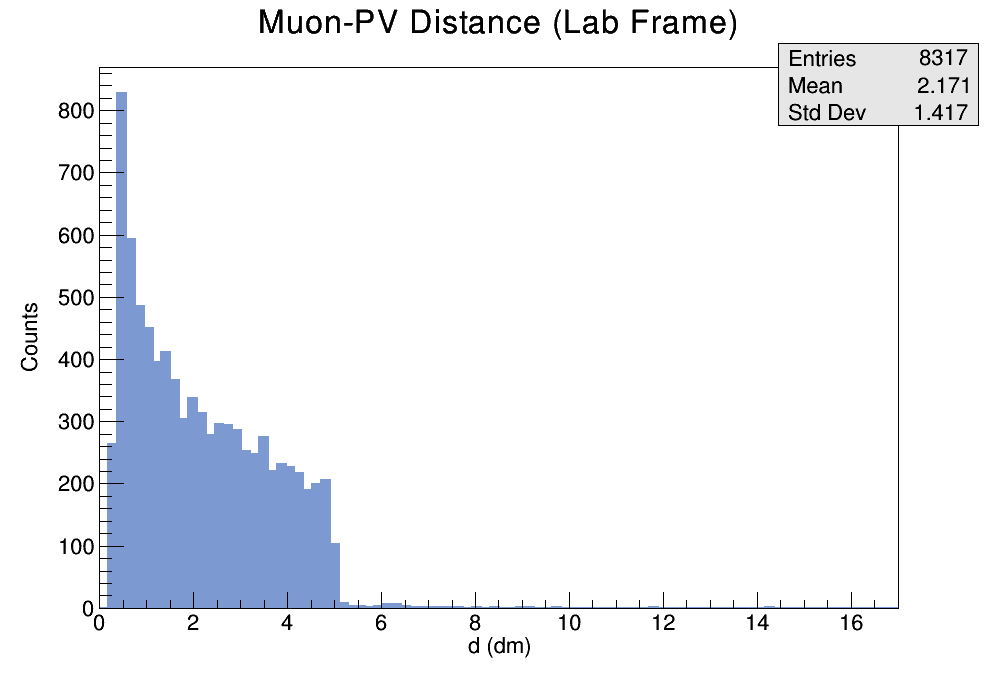 Muon-PV Distance (Lab Frame)
Entries 8317
Mean 2.171
Std Dev 1.417
Counts
800
700
600
500
400
300
200
100
0
0 2 4 6 8 10 12 14 16
d (dm)